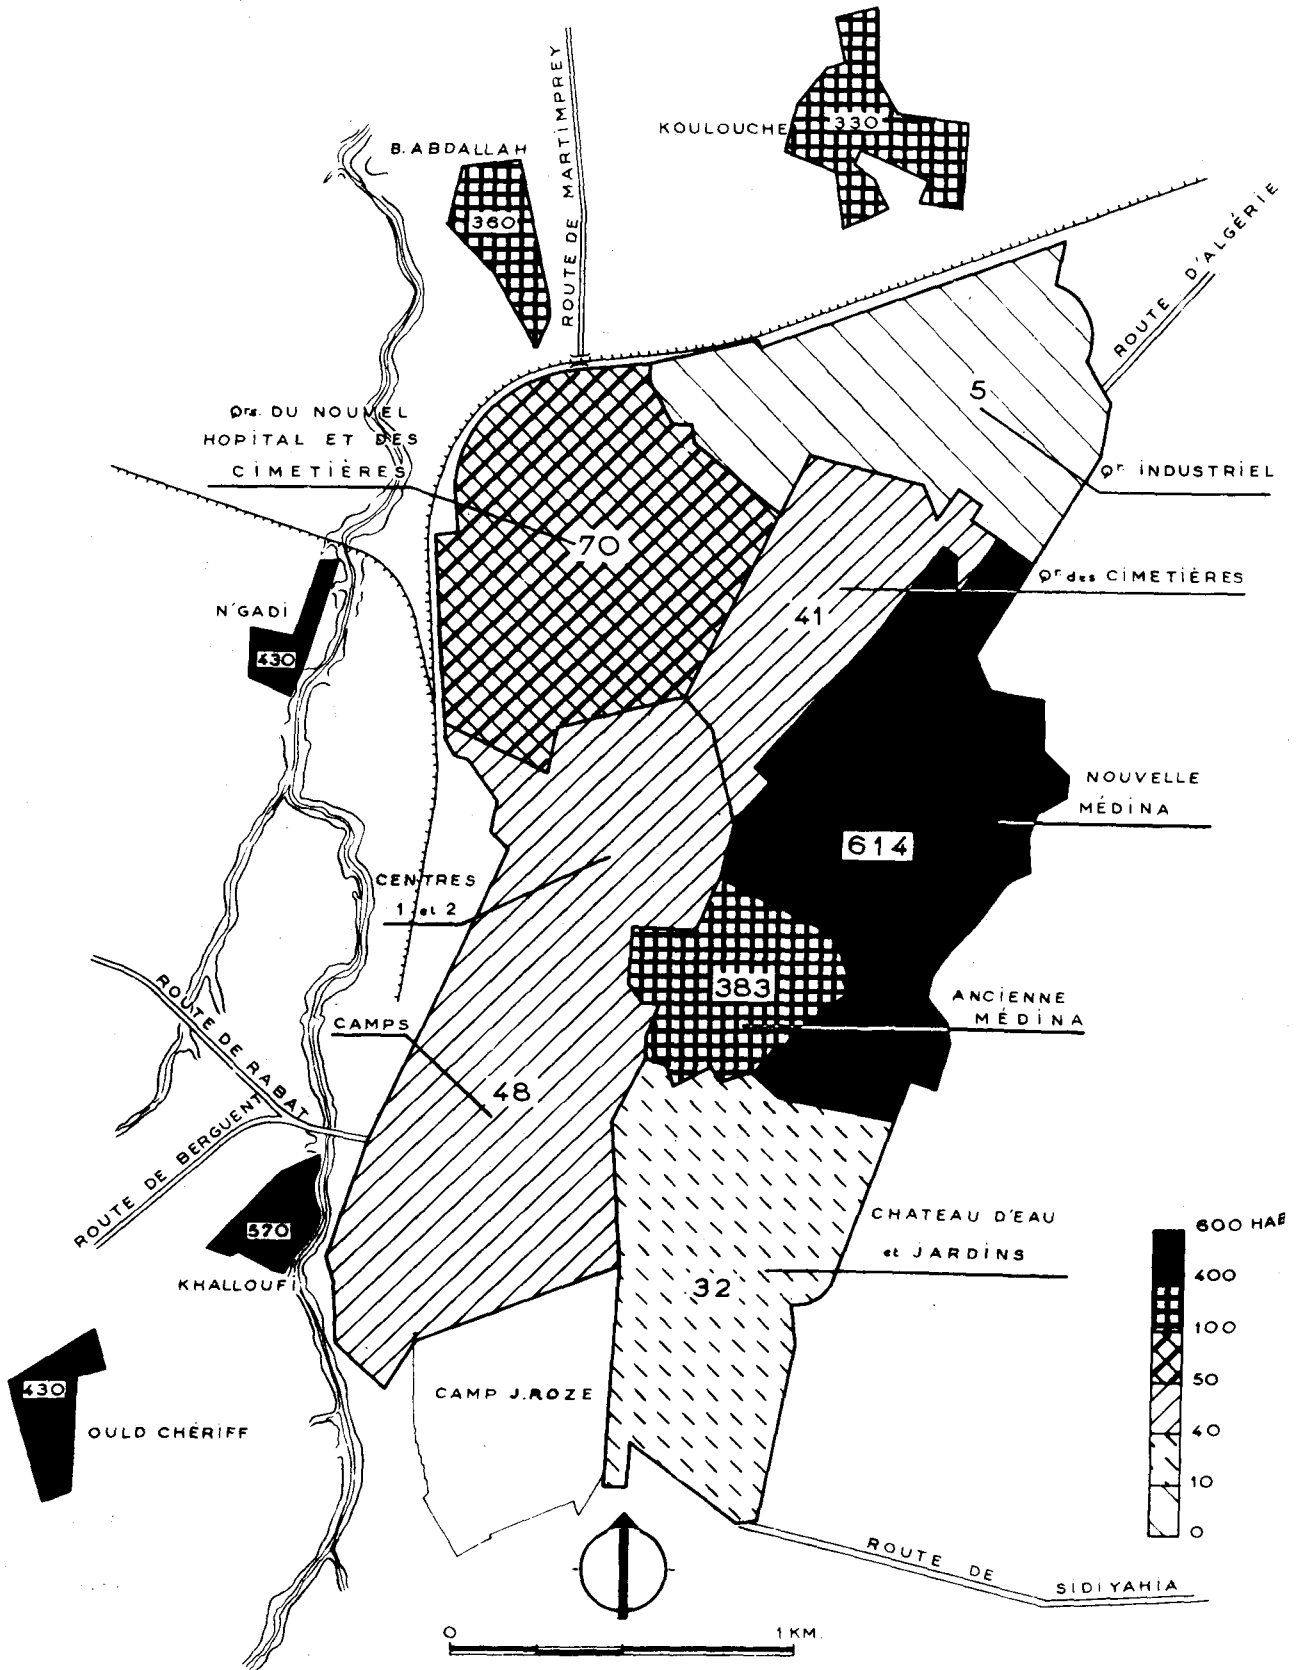 ROUTE DE MARTIMPREY
KOULOUCHE
330
B. ABDALLAH
360
ROUTE D'ALGÉRIE
5
Qrs. DU NOUVEL
HOPITAL ET DES
CIMETIÈRES
Qr. INDUSTRIEL
70
Qr des CIMETIÈRES
N'GADI
430
41
NOUVELLE
MÉDINA
614
CENTRES
1 et 2
383
ANCIENNE
MÉDINA
ROUTE DE RABAT
CAMPS
48
ROUTE DE BERGUENT
570
KHALLOUFI
CHATEAU D'EAU
et JARDINS
32
600 HAB
400
100
50
40
10
0
430
OULD CHÉRIFF
CAMP J. ROZE
ROUTE DE
SIDI YAHIA
0 1 KM.